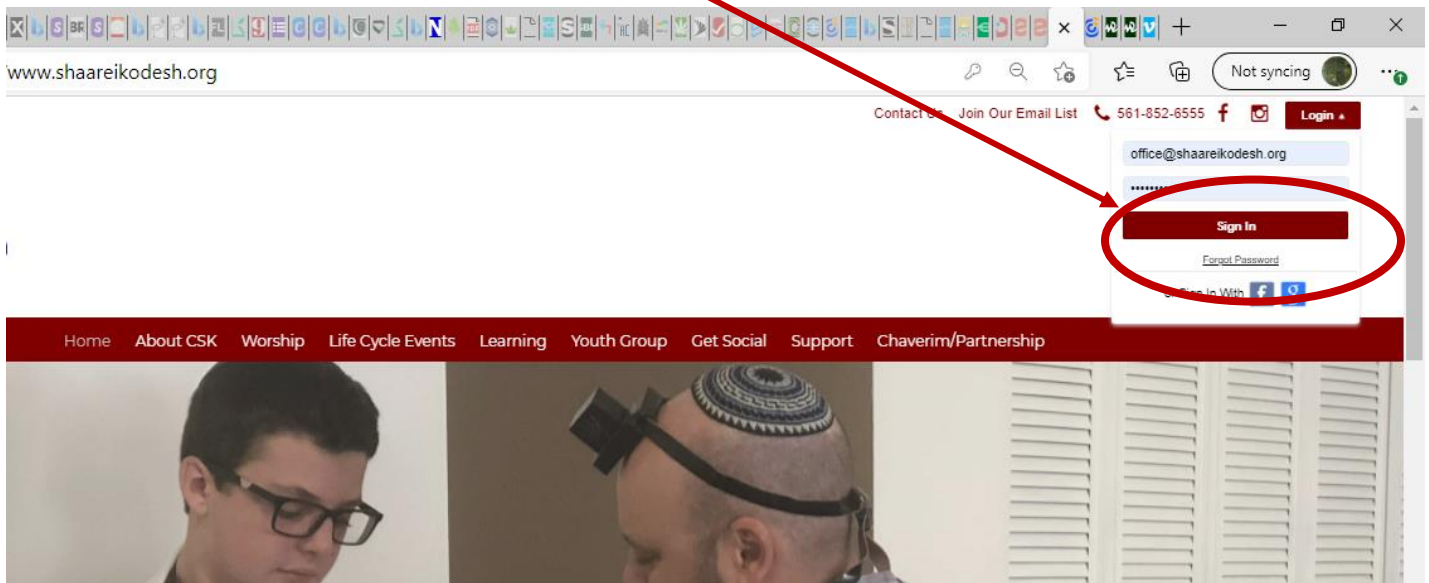 www.shaareikodesh.org
Not syncing
Contact Us Join Our Email List 561-852-6555 Login
office@shaareikodesh.org
Sign In
Forgot Password
Sign In With
Home About CSK Worship Life Cycle Events Learning Youth Group Get Social Support Chaverim/Partnership